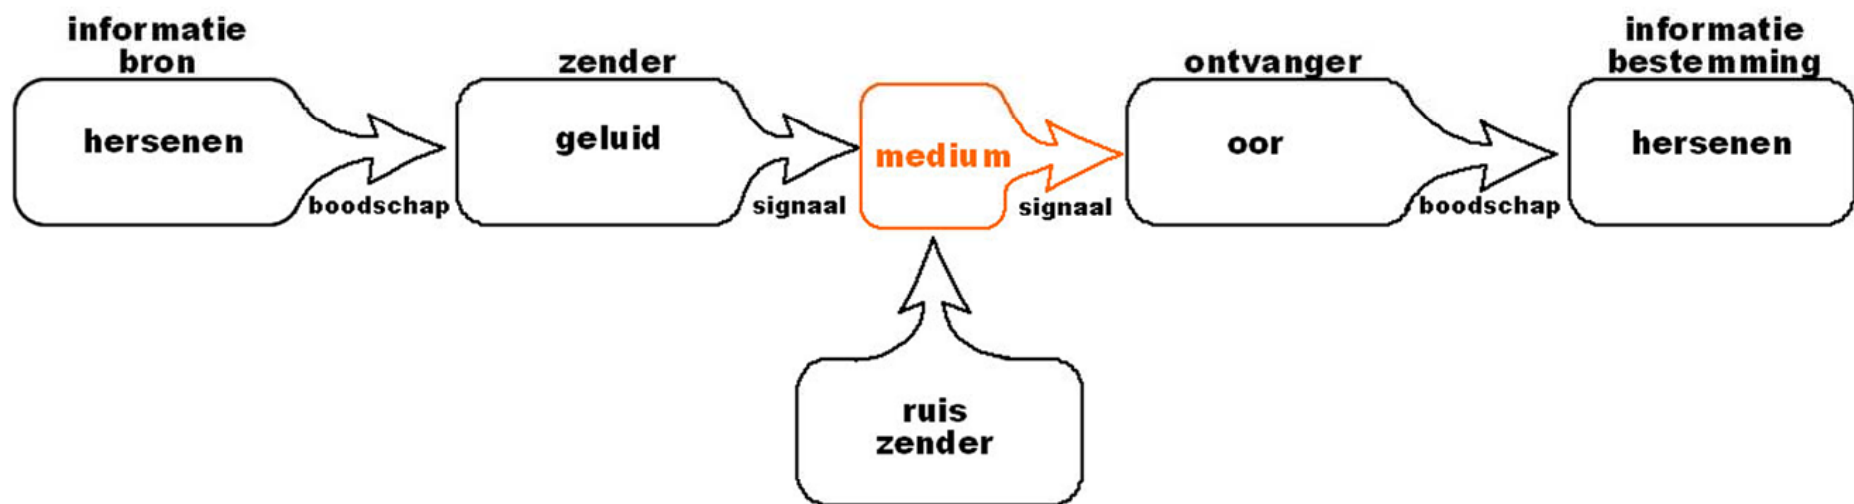 informatie
bron
hersenen
boodschap
zender
geluid
signaal
medium
signaal
ontvanger
oor
boodschap
informatie
bestemming
hersenen
ruis
zender